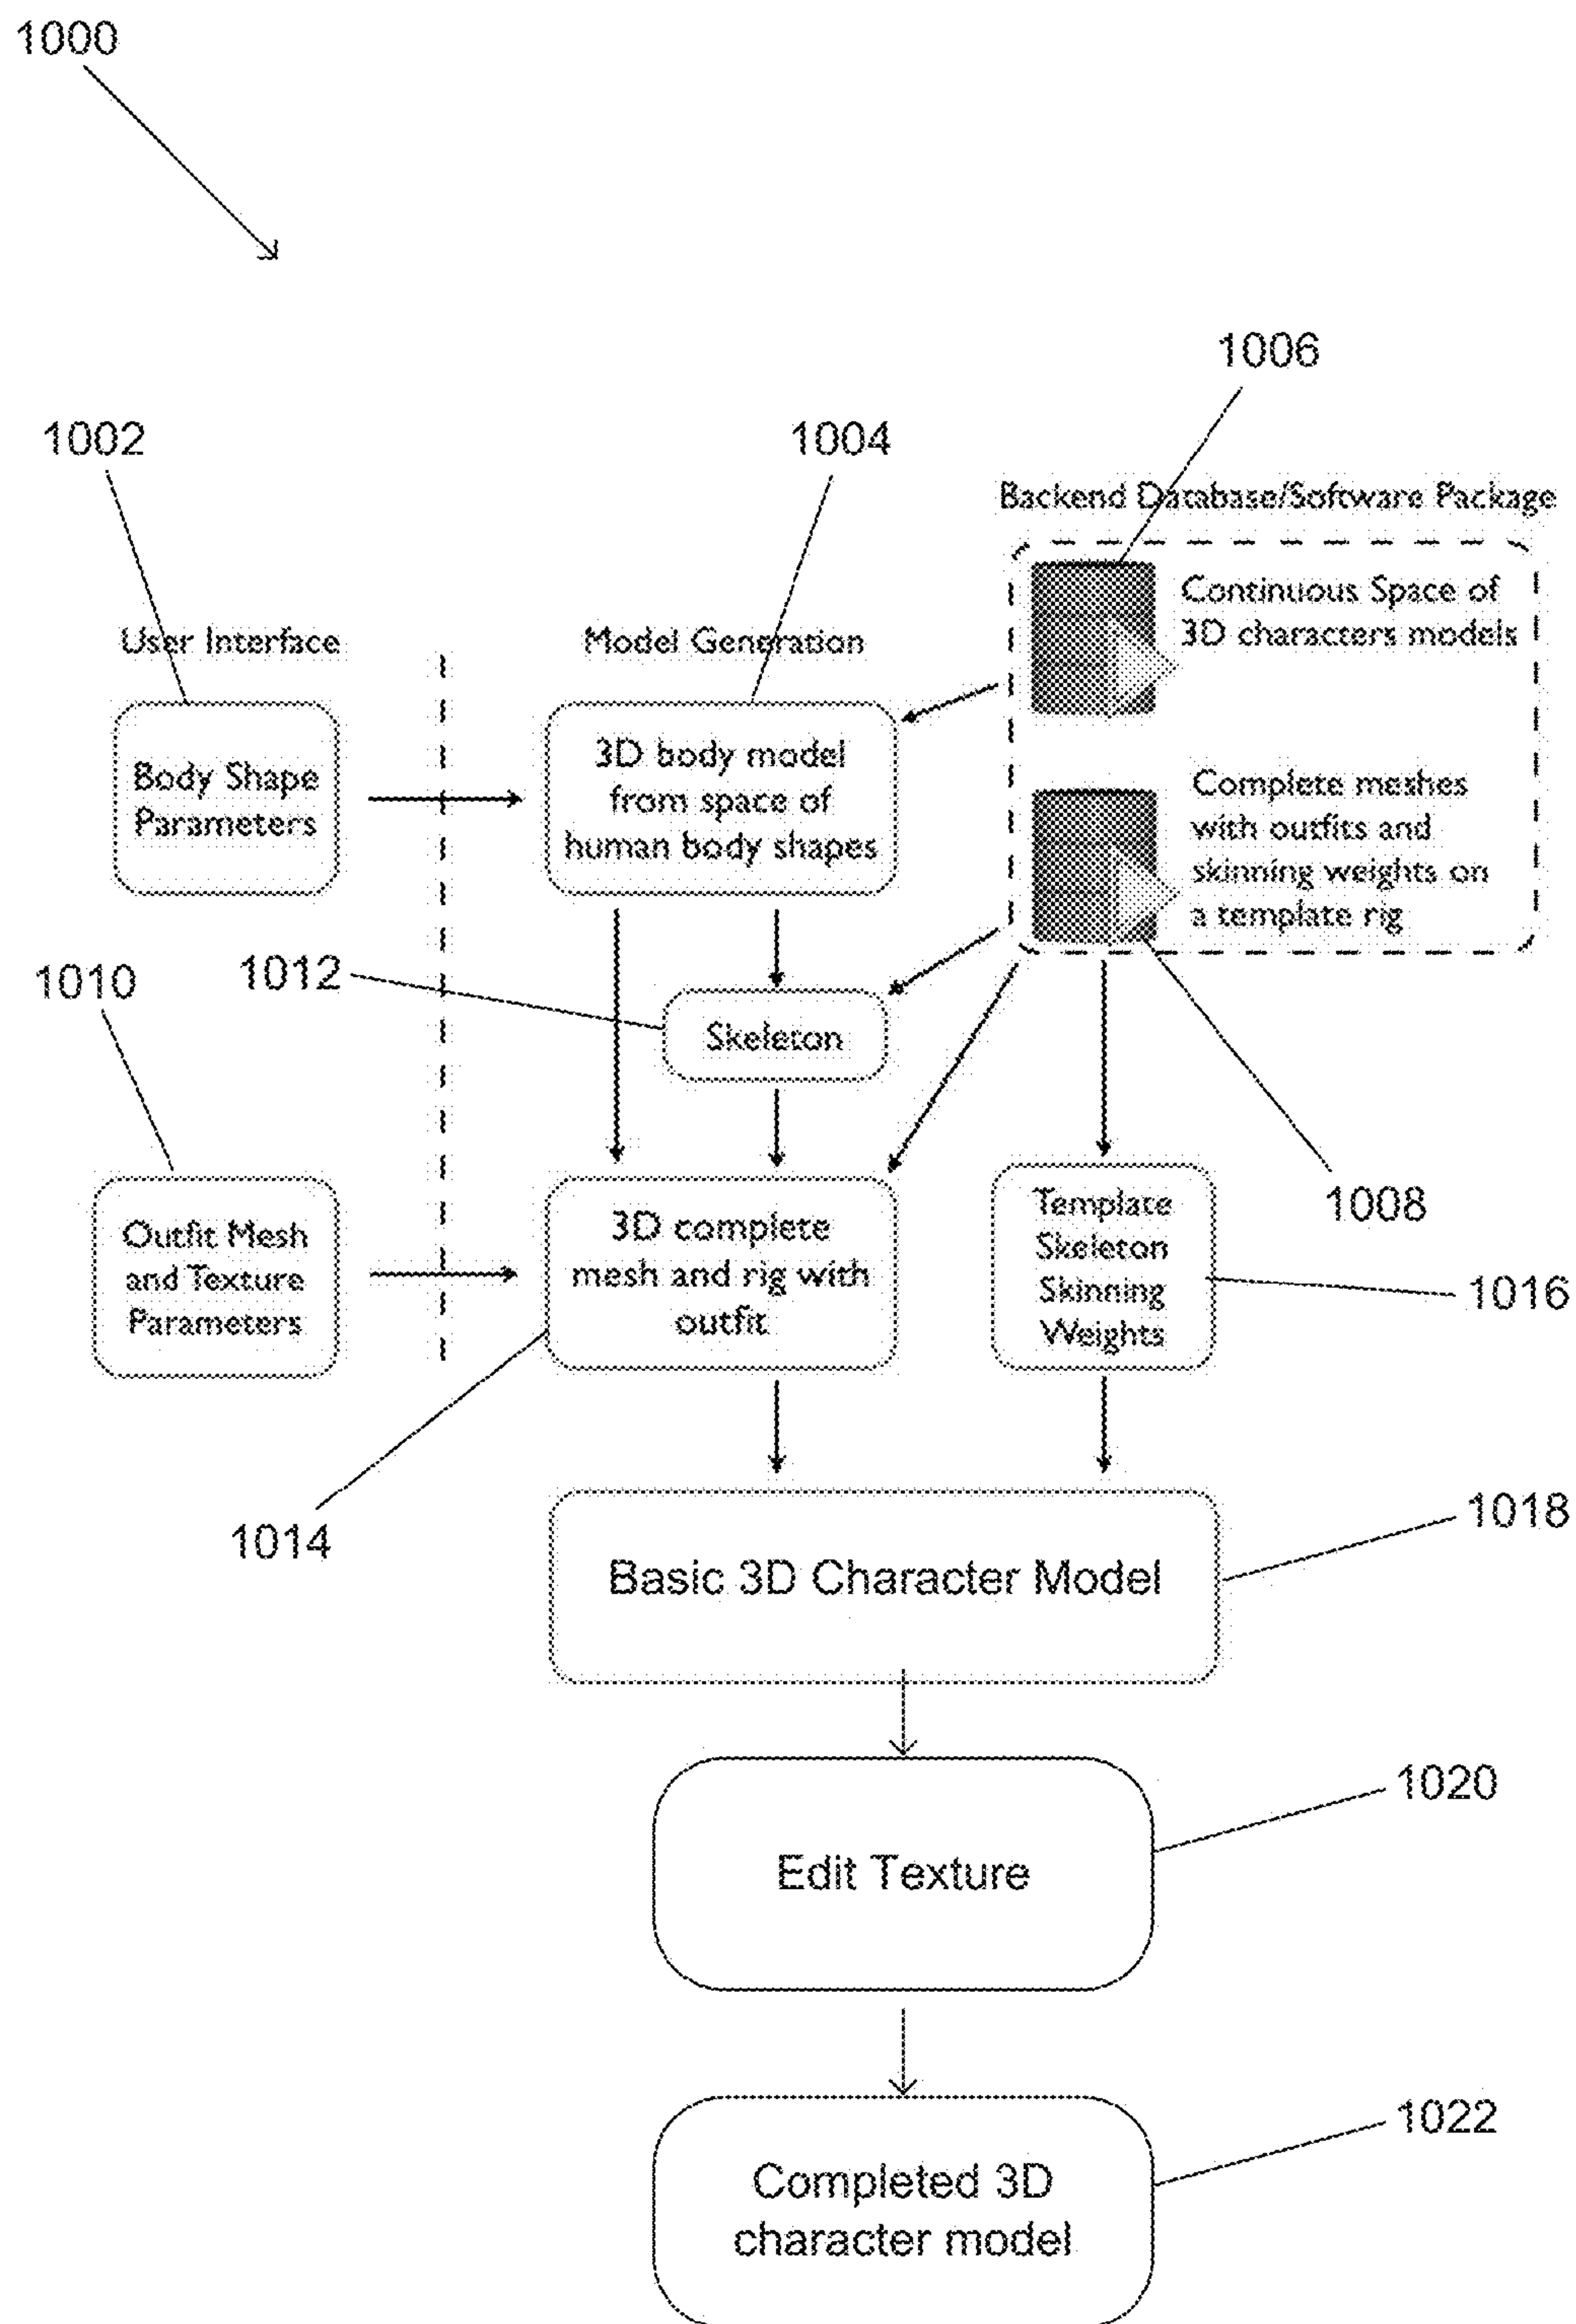 1000
1006
1002
1004
Backend Database/Software Package
Continuous Space of
3D characters models
User Interface
Model Generation
Body Shape
Parameters
3D body model
from space of
human body shapes
Complete meshes
with outfits and
skinning weights on
a template rig
1010
1012
Skeleton
Outfit Mesh
and Texture
Parameters
3D complete
mesh and rig with
outfit
Template
Skeleton
Skinning
Weights
1008
1016
1014
1018
Basic 3D Character Model
1020
Edit Texture
1022
Completed 3D
character model